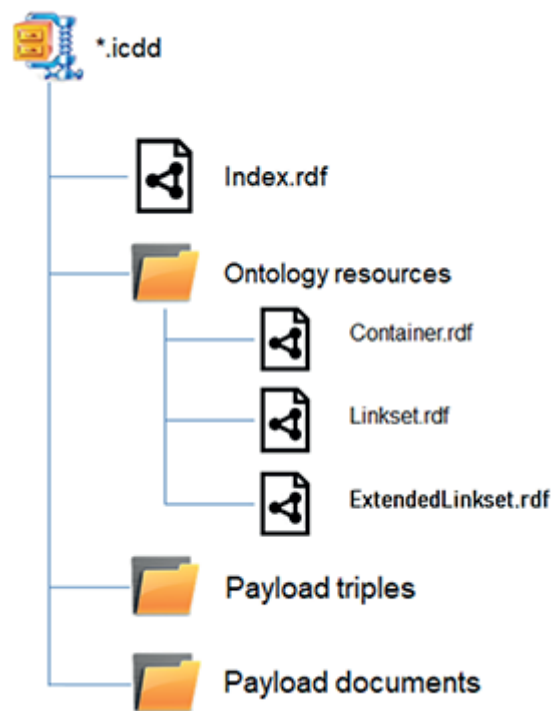 *.icdd
Index.rdf
Ontology resources
Container.rdf
Linkset.rdf
ExtendedLinkset.rdf
Payload triples
Payload documents